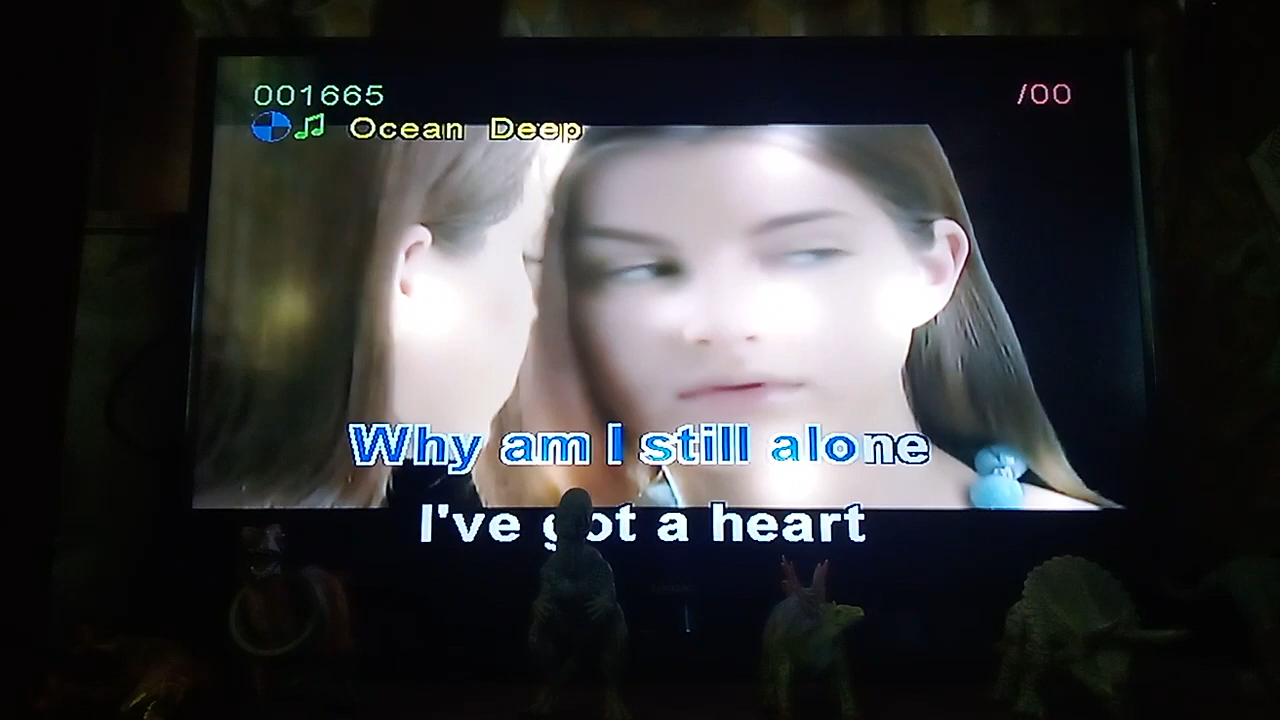 001665
/00
Ocean Deep
Why am I still alone
I've got a heart